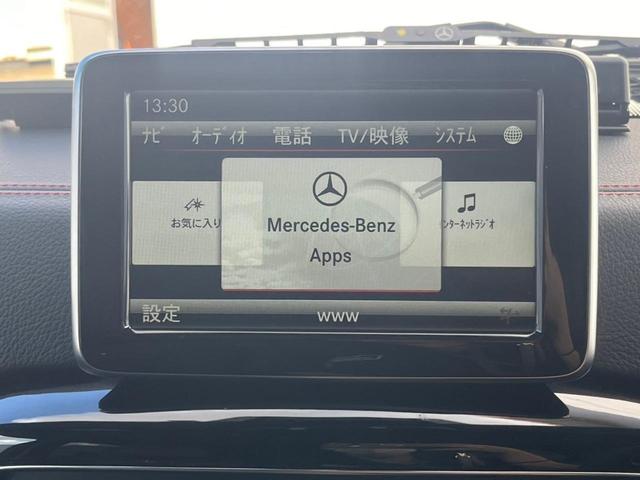 13:30
ナビ オーディオ 電話 TV/映像 システム
お気に入り
Mercedes-Benz
Apps
ンターネットラジオ
設定 www